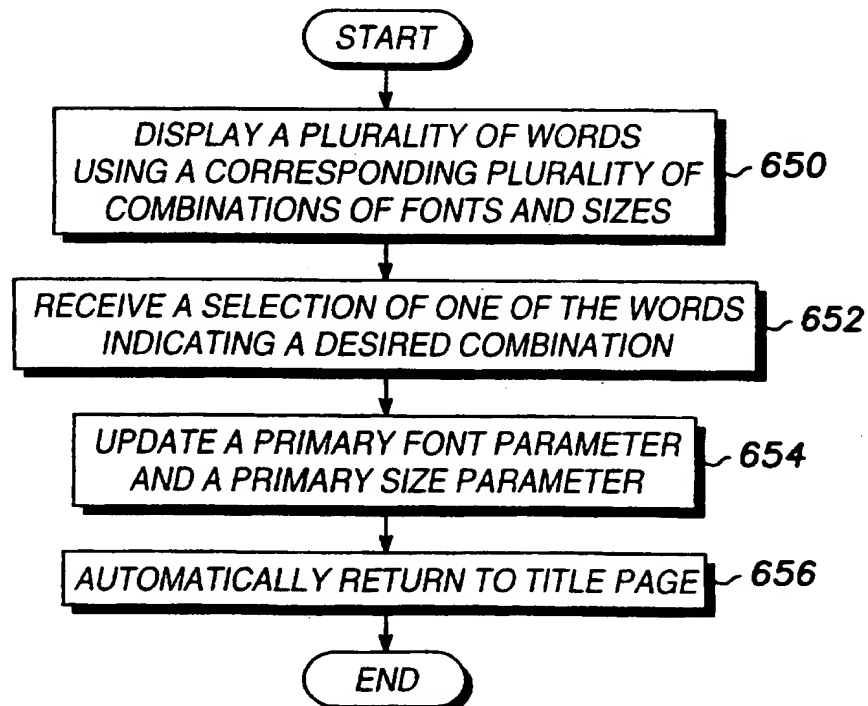 START
DISPLAY A PLURALITY OF WORDS
USING A CORRESPONDING PLURALITY OF
COMBINATIONS OF FONTS AND SIZES
650
RECEIVE A SELECTION OF ONE OF THE WORDS
INDICATING A DESIRED COMBINATION
652
UPDATE A PRIMARY FONT PARAMETER
AND A PRIMARY SIZE PARAMETER
654
AUTOMATICALLY RETURN TO TITLE PAGE
656
END